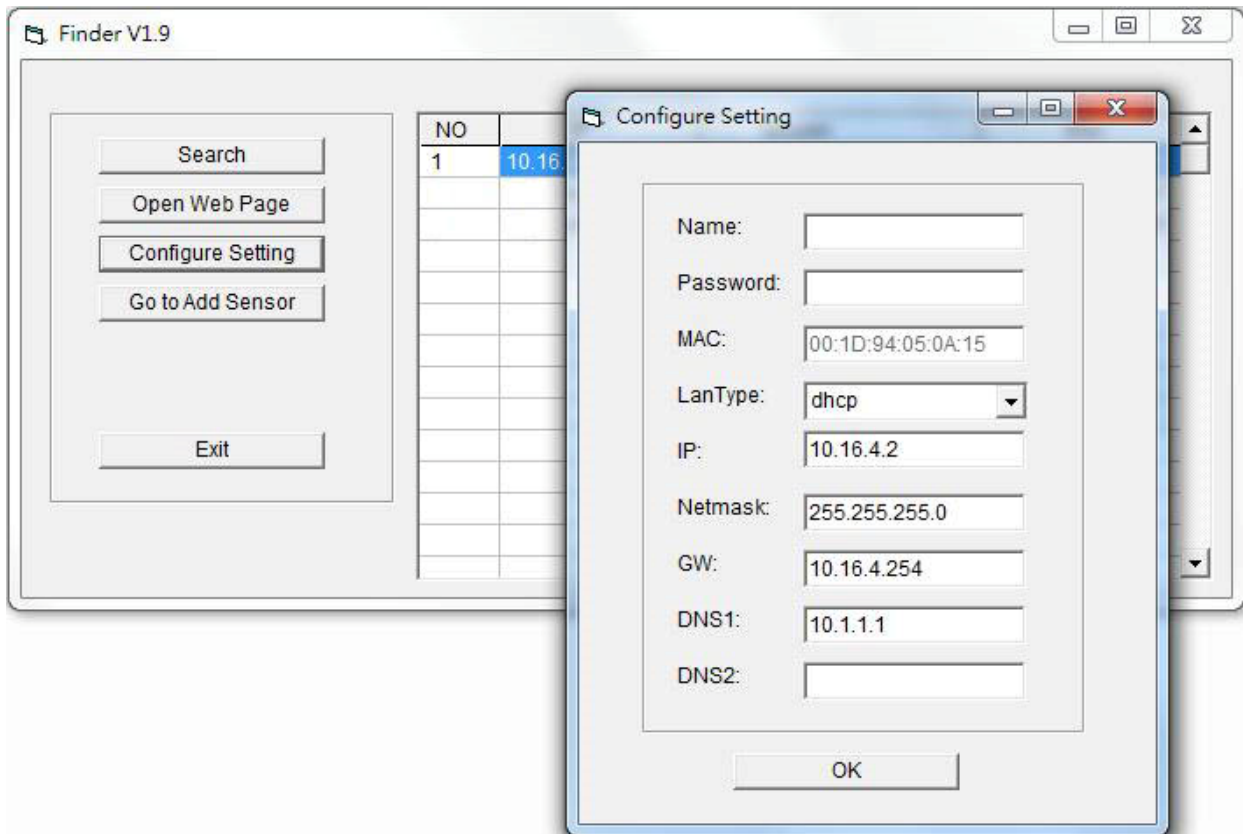 Finder V1.9
Search
Open Web Page
Configure Setting
Go to Add Sensor
Exit
NO
1 10.16.
Configure Setting
Name:
Password:
MAC: 00:1D:94:05:0A:15
LanType: dhcp
IP: 10.16.4.2
Netmask: 255.255.255.0
GW: 10.16.4.254
DNS1: 10.1.1.1
DNS2:
OK